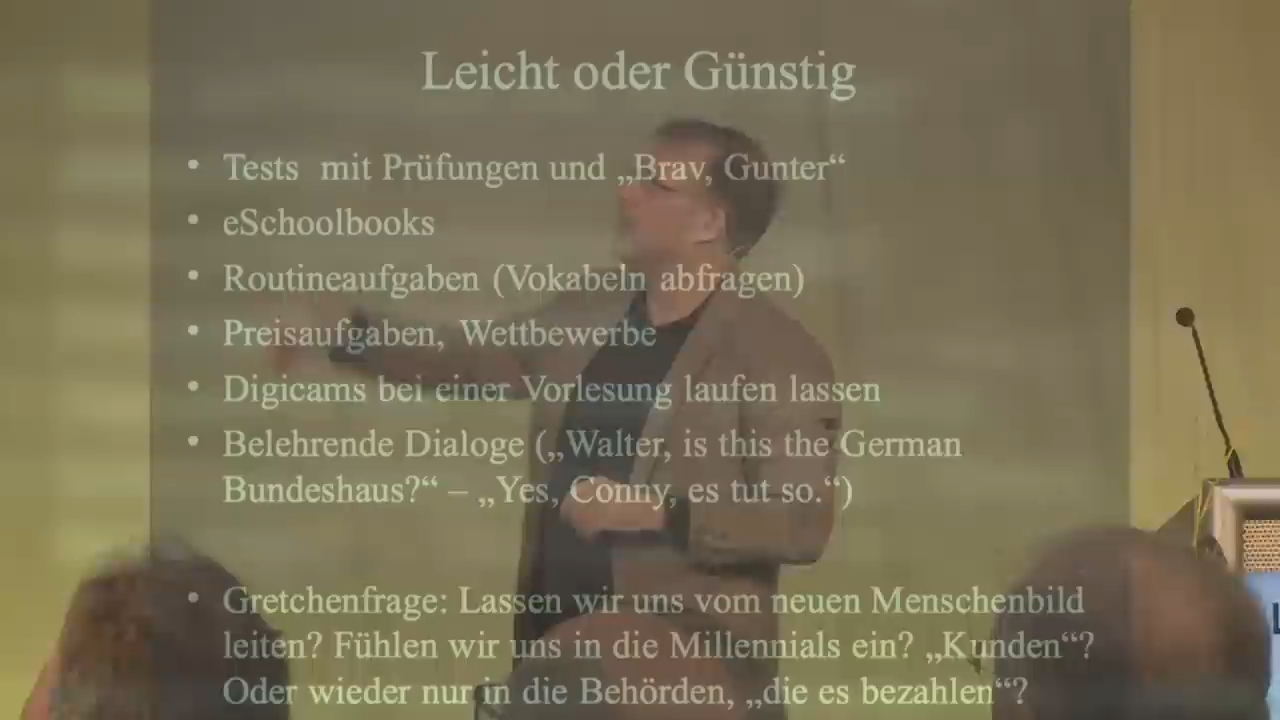 Leicht oder Günstig
• Tests mit Prüfungen und „Brav, Gunter“
• eSchoolbooks
• Routineaufgaben (Vokabeln abfragen)
• Preisaufgaben, Wettbewerbe
• Digicams bei einer Vorlesung laufen lassen
• Belehrende Dialoge („Walter, is this the German
Bundeshaus?“ – „Yes, Conny, es tut so.“)
• Gretchenfrage: Lassen wir uns vom neuen Menschenbild
leiten? Fühlen wir uns in die Millennials ein? „Kunden“?
Oder wieder nur in die Behörden, „die es bezahlen“?